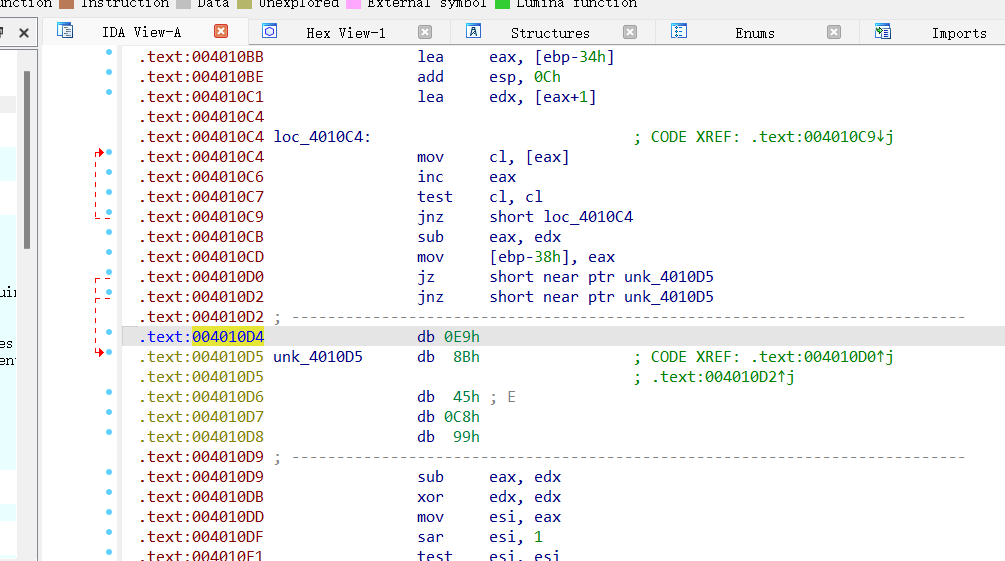 unction Instruction Data Unexplored External symbol Lumina function
IDA View-A Hex View-1 Structures Enums Imports
.text:004010BB lea eax, [ebp-34h]
.text:004010BE add esp, 0Ch
.text:004010C1 lea edx, [eax+1]
.text:004010C4
.text:004010C4 loc_4010C4: ; CODE XREF: .text:004010C9↓j
.text:004010C4 mov cl, [eax]
.text:004010C6 inc eax
.text:004010C7 test cl, cl
.text:004010C9 jnz short loc_4010C4
.text:004010CB sub eax, edx
.text:004010CD mov [ebp-38h], eax
.text:004010D0 jz short near ptr unk_4010D5
.text:004010D2 jnz short near ptr unk_4010D5
.text:004010D2 ; ---------------------------------------------------------------------------
.text:004010D4 db 0E9h
.text:004010D5 unk_4010D5 db 8Bh ; CODE XREF: .text:004010D0↑j
.text:004010D5 ; .text:004010D2↑j
.text:004010D6 db 45h ; E
.text:004010D7 db 0C8h
.text:004010D8 db 99h
.text:004010D9 ; ---------------------------------------------------------------------------
.text:004010D9 sub eax, edx
.text:004010DB xor edx, edx
.text:004010DD mov esi, eax
.text:004010DF sar esi, 1
.text:004010E1 test esi, esi